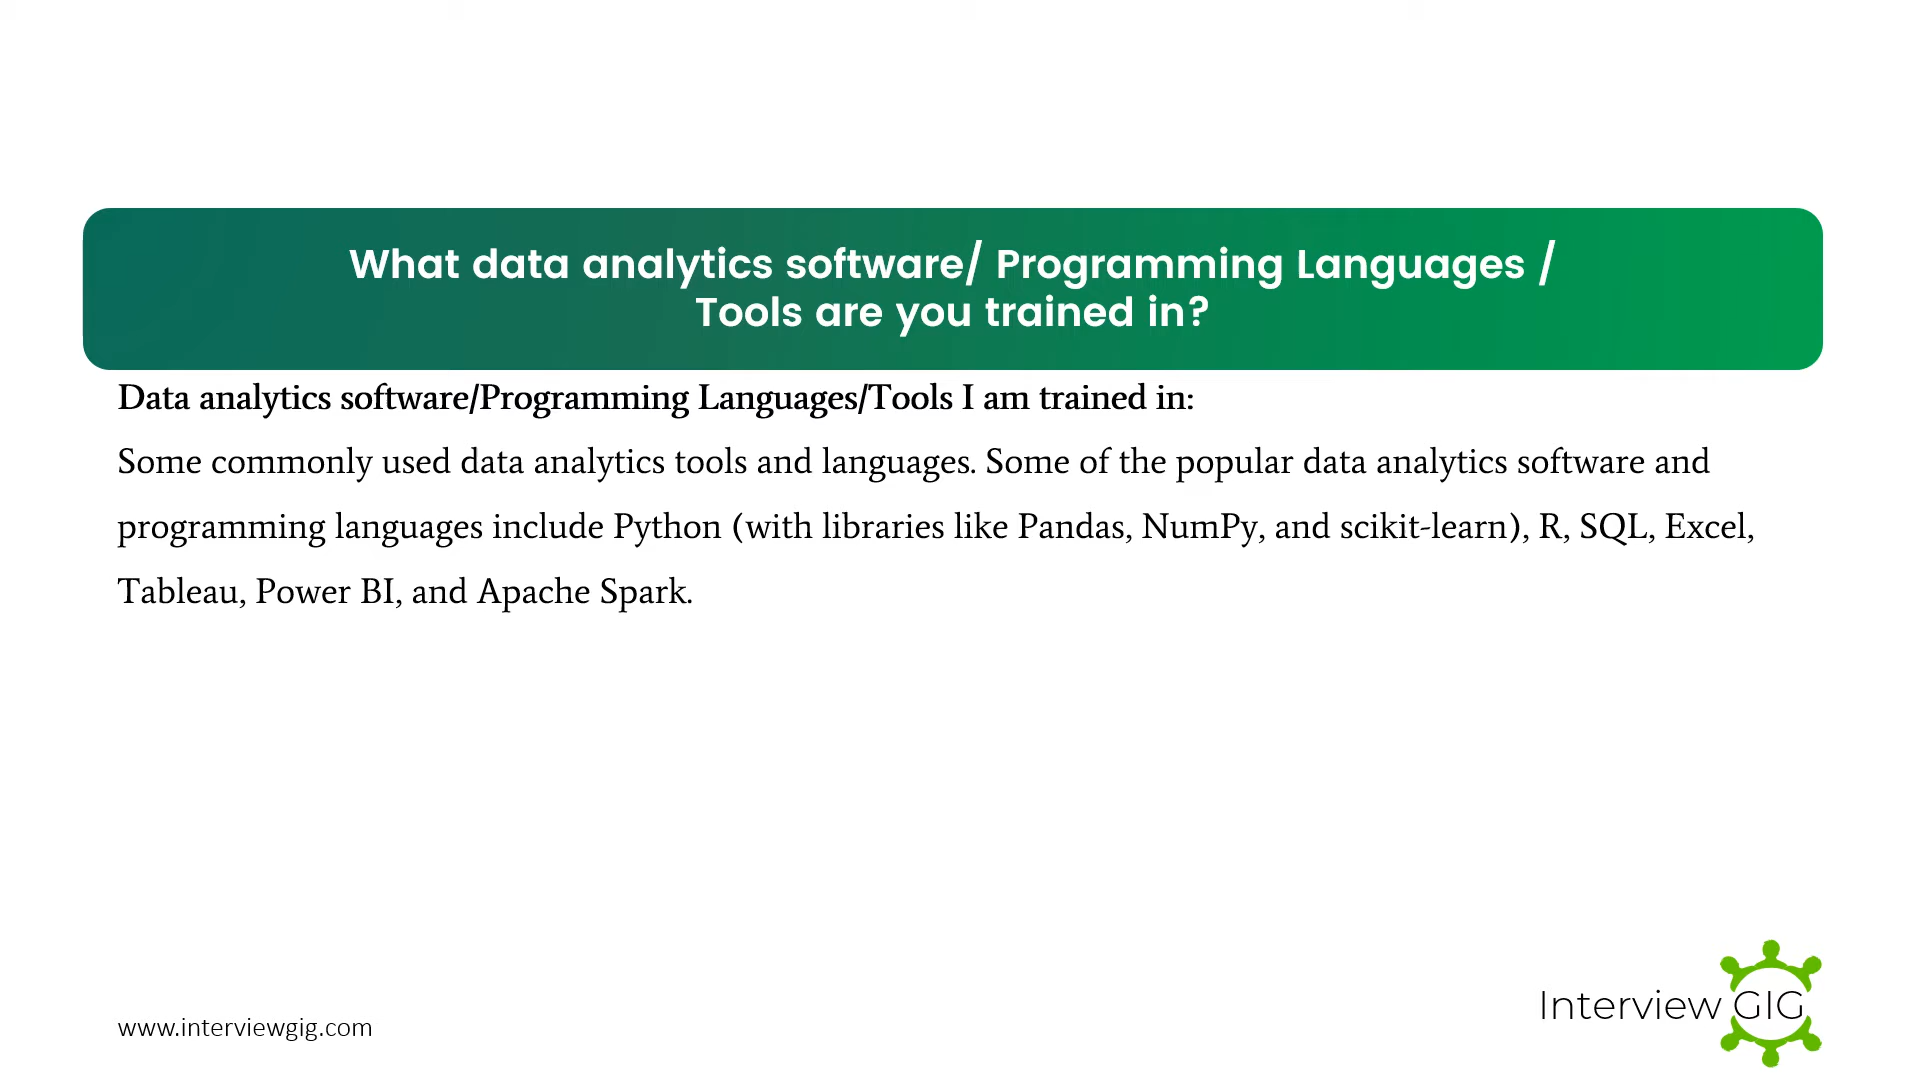 What data analytics software/ Programming Languages /
Tools are you trained in?
Data analytics software/Programming Languages/Tools I am trained in:
Some commonly used data analytics tools and languages. Some of the popular data analytics software and
programming languages include Python (with libraries like Pandas, NumPy, and scikit-learn), R, SQL, Excel,
Tableau, Power BI, and Apache Spark.
Interview GIG
www.interviewgig.com